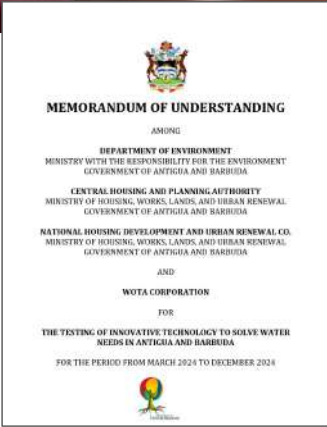 MEMORANDUM OF UNDERSTANDING
AMONG
DEPARTMENT OF ENVIRONMENT
MINISTRY WITH THE RESPONSIBILITY FOR THE ENVIRONMENT
GOVERNMENT OF ANTIGUA AND BARBUDA
CENTRAL HOUSING AND PLANNING AUTHORITY
MINISTRY OF HOUSING, WORKS, LANDS, AND URBAN RENEWAL
GOVERNMENT OF ANTIGUA AND BARBUDA
NATIONAL HOUSING DEVELOPMENT AND URBAN RENEWAL CO.
MINISTRY OF HOUSING, WORKS, LANDS, AND URBAN RENEWAL
GOVERNMENT OF ANTIGUA AND BARBUDA
AND
WOTA CORPORATION
FOR
THE TESTING OF INNOVATIVE TECHNOLOGY TO SOLVE WATER
NEEDS IN ANTIGUA AND BARBUDA
FOR THE PERIOD FROM MARCH 2024 TO DECEMBER 2024